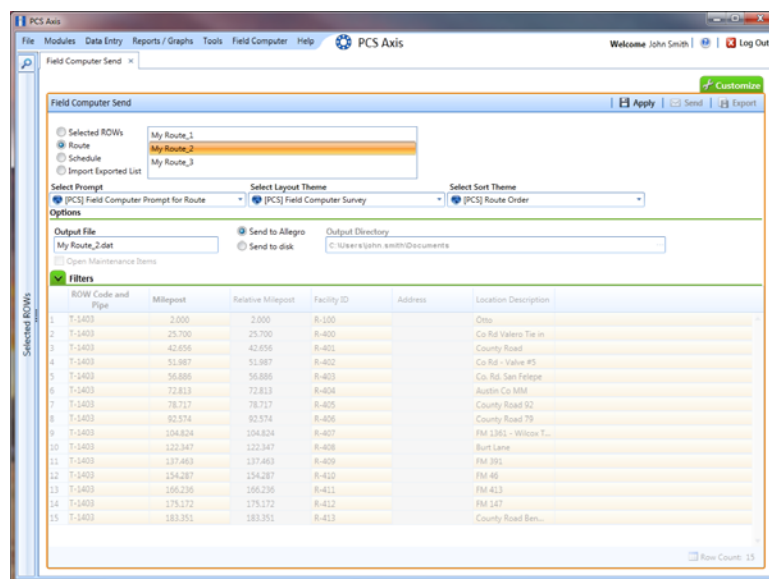 PCS Axis
File Modules Data Entry Reports / Graphs Tools Field Computer Help PCS Axis Welcome John Smith | | Log Out
Field Computer Send ×
Customize
Field Computer Send | Apply | Send | Export
Selected ROWs
Route
Schedule
Import Exported List
My Route_1
My Route_2
My Route_3
Select Prompt Select Layout Theme Select Sort Theme
[PCS] Field Computer Prompt for Route [PCS] Field Computer Survey [PCS] Route Order
Options
Output File Send to Allegro Output Directory
My Route_2.dat Send to disk C:\Users\john.smith\Documents ...
Open Maintenance Items
Filters
Selected ROWs
ROW Code and Pipe Milepost Relative Milepost Facility ID Address Location Description
1 T-1403 2.000 2.000 R-100 Otto
2 T-1403 25.700 25.700 R-400 Co Rd Valero Tie in
3 T-1403 42.656 42.656 R-401 County Road
4 T-1403 51.987 51.987 R-402 Co Rd - Valve #5
5 T-1403 56.886 56.886 R-403 Co. Rd. San Felepe
6 T-1403 72.813 72.813 R-404 Austin Co MM
7 T-1403 78.717 78.717 R-405 County Road 92
8 T-1403 92.574 92.574 R-406 County Road 79
9 T-1403 104.824 104.824 R-407 FM 1361 - Wilcox T...
10 T-1403 122.347 122.347 R-408 Burt Lane
11 T-1403 137.463 137.463 R-409 FM 391
12 T-1403 154.287 154.287 R-410 FM 46
13 T-1403 166.236 166.236 R-411 FM 413
14 T-1403 175.172 175.172 R-412 FM 147
15 T-1403 183.351 183.351 R-413 County Road Ben...
Row Count: 15